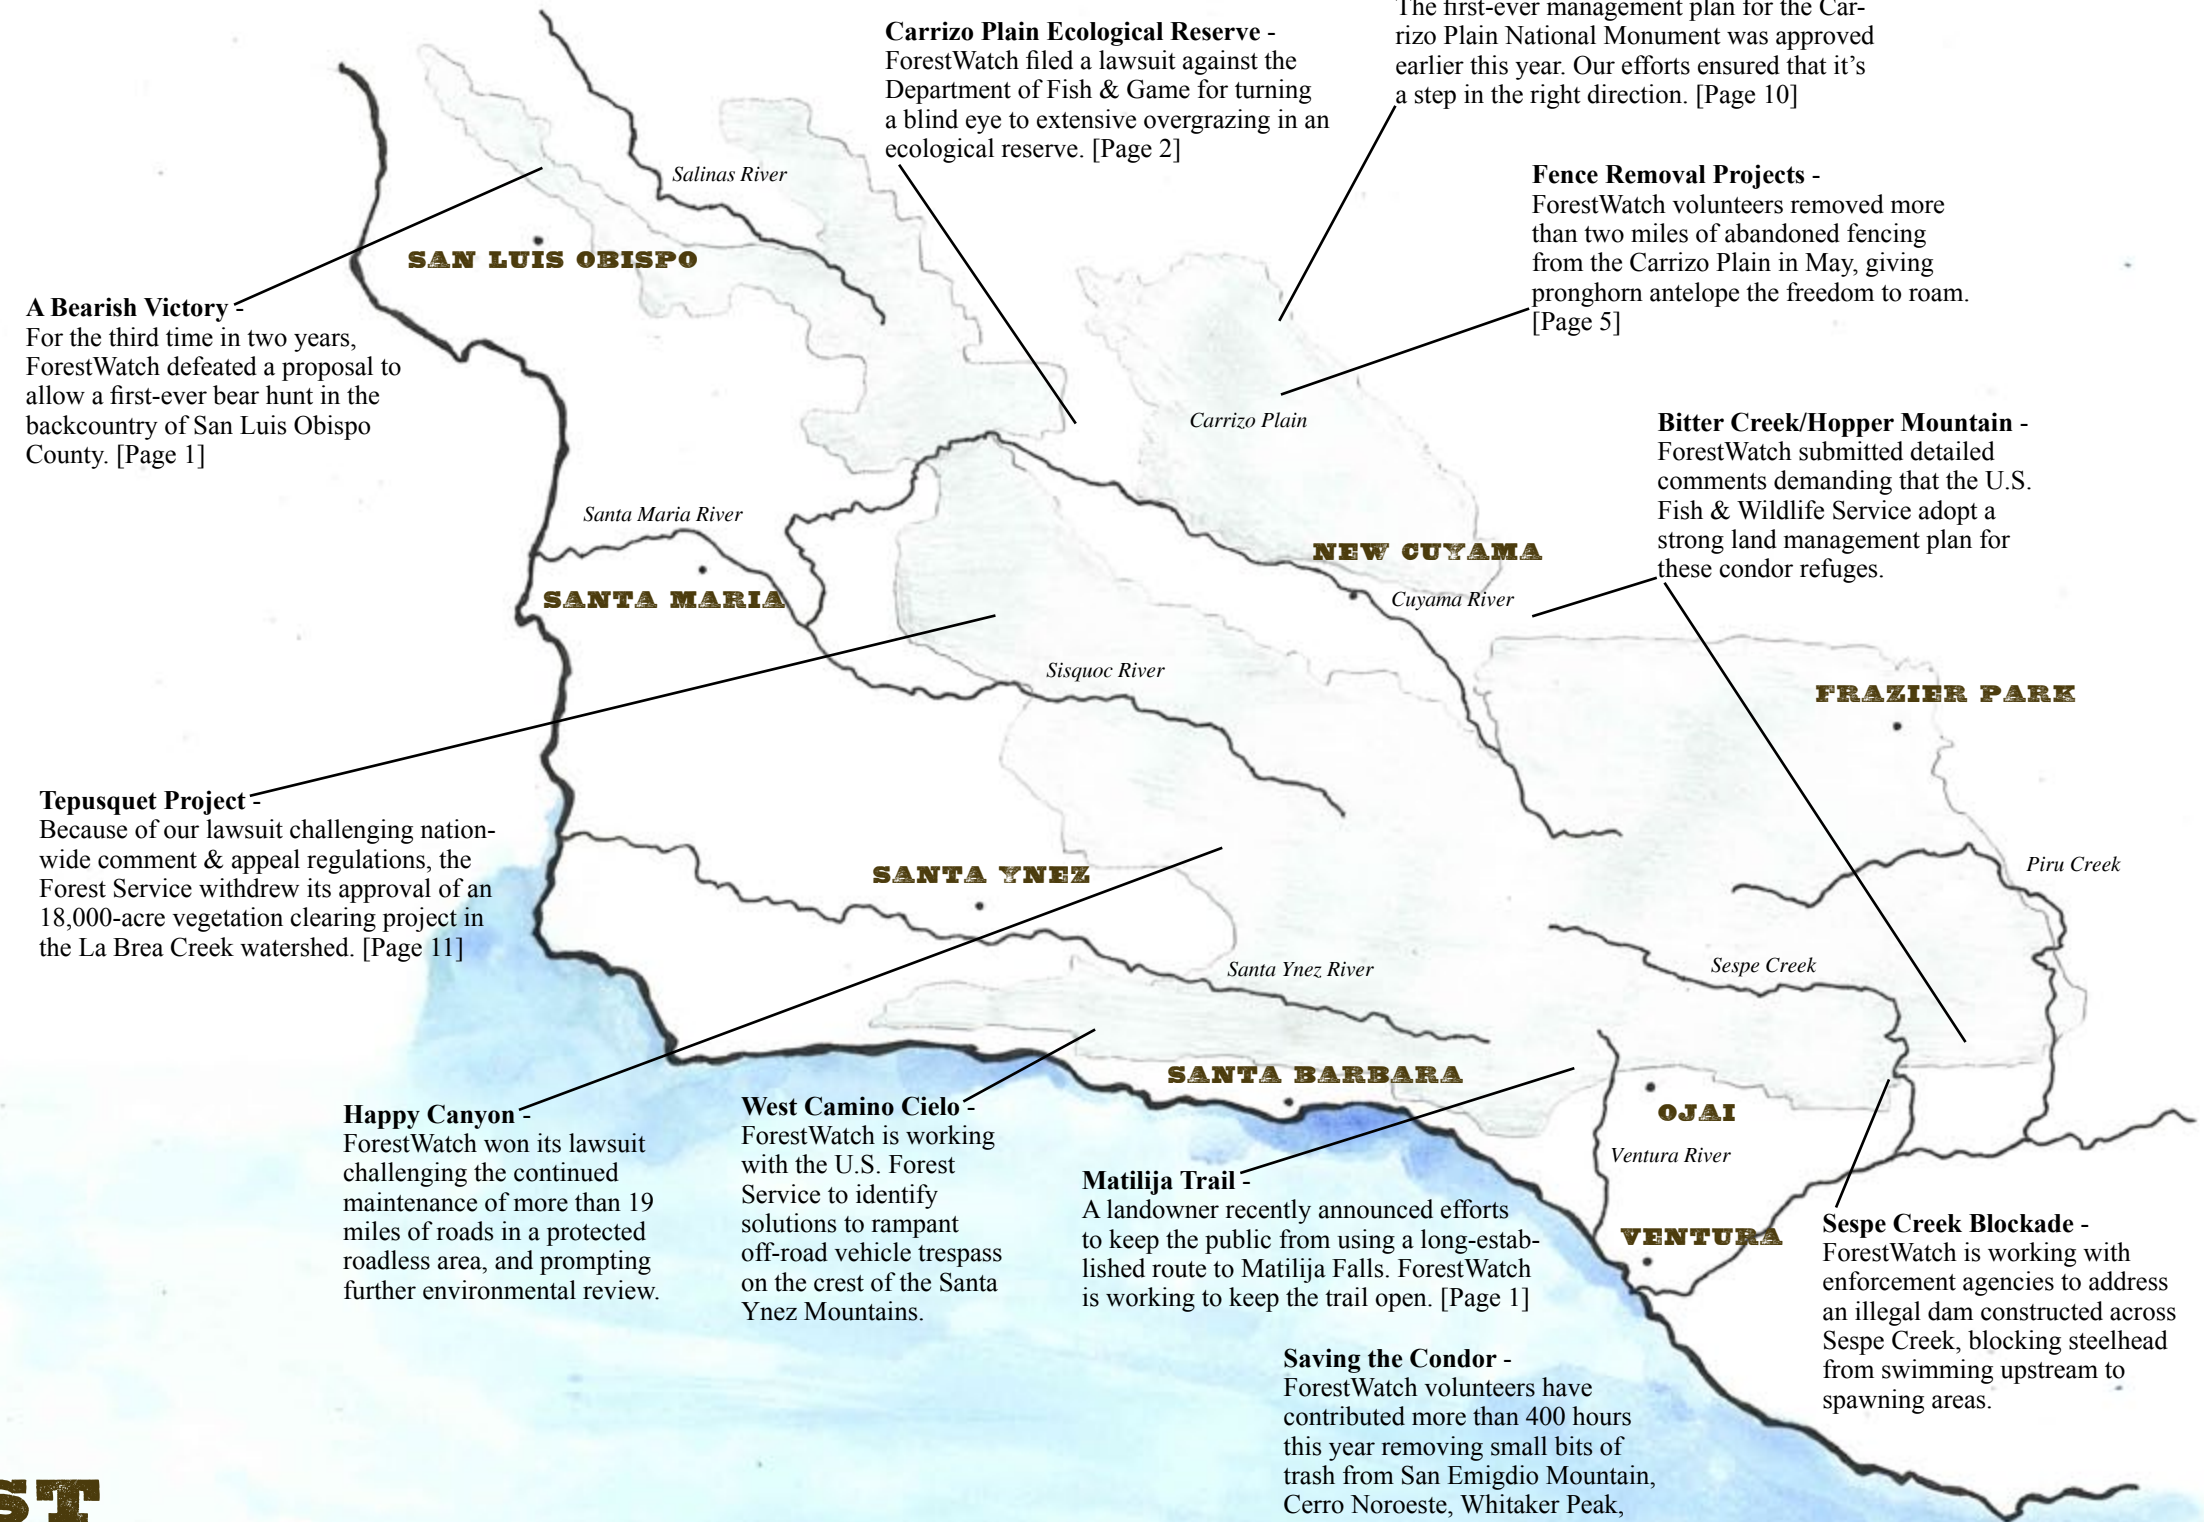 Carrizo Plain Ecological Reserve -
ForestWatch filed a lawsuit against the
Department of Fish & Game for turning
a blind eye to extensive overgrazing in an
ecological reserve. [Page 2]
The first-ever management plan for the Car-
rizo Plain National Monument was approved
earlier this year. Our efforts ensured that it's
a step in the right direction. [Page 10]
Fence Removal Projects -
ForestWatch volunteers removed more
than two miles of abandoned fencing
from the Carrizo Plain in May, giving
pronghorn antelope the freedom to roam.
[Page 5]
Salinas River
SAN LUIS OBISPO
A Bearish Victory -
For the third time in two years,
ForestWatch defeated a proposal to
allow a first-ever bear hunt in the
backcountry of San Luis Obispo
County. [Page 1]
Carrizo Plain
Bitter Creek/Hopper Mountain -
ForestWatch submitted detailed
comments demanding that the U.S.
Fish & Wildlife Service adopt a
strong land management plan for
these condor refuges.
Santa Maria River
SANTA MARIA
NEW CUYAMA
Cuyama River
Sisquoc River
FRAZIER PARK
Tepusquet Project -
Because of our lawsuit challenging nation-
wide comment & appeal regulations, the
Forest Service withdrew its approval of an
18,000-acre vegetation clearing project in
the La Brea Creek watershed. [Page 11]
SANTA YNEZ
Piru Creek
Santa Ynez River
Sespe Creek
SANTA BARBARA
OJAI
Ventura River
VENTURA
Happy Canyon -
ForestWatch won its lawsuit
challenging the continued
maintenance of more than 19
miles of roads in a protected
roadless area, and prompting
further environmental review.
West Camino Cielo -
ForestWatch is working
with the U.S. Forest
Service to identify
solutions to rampant
off-road vehicle trespass
on the crest of the Santa
Ynez Mountains.
Matilija Trail -
A landowner recently announced efforts
to keep the public from using a long-estab-
lished route to Matilija Falls. ForestWatch
is working to keep the trail open. [Page 1]
Sespe Creek Blockade -
ForestWatch is working with
enforcement agencies to address
an illegal dam constructed across
Sespe Creek, blocking steelhead
from swimming upstream to
spawning areas.
Saving the Condor -
ForestWatch volunteers have
contributed more than 400 hours
this year removing small bits of
trash from San Emigdio Mountain,
Cerro Noroeste, Whitaker Peak,
ST